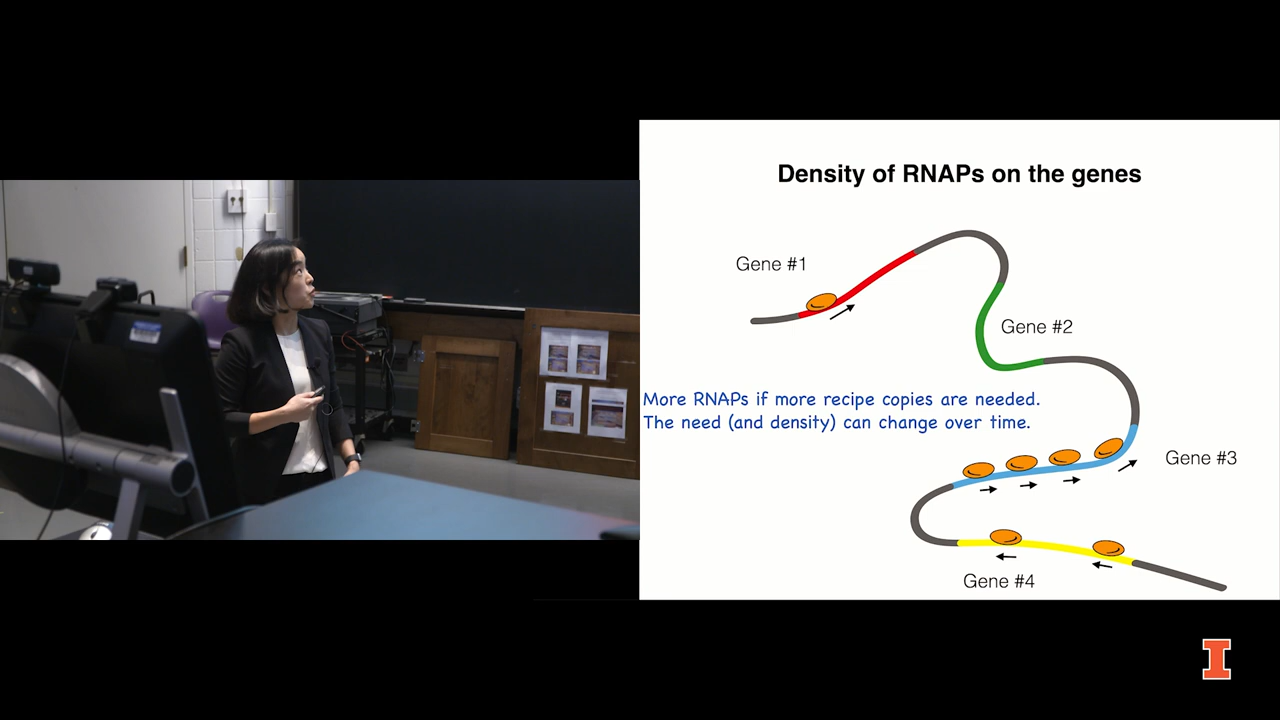 Density of RNAPs on the genes
Gene #1
Gene #2
More RNAPs if more recipe copies are needed.
The need (and density) can change over time.
Gene #3
Gene #4
I